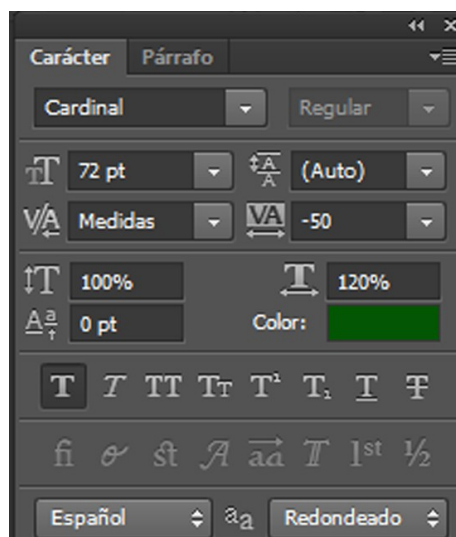 Carácter Párrafo
Cardinal Regular
72 pt (Auto)
Medidas -50
100% 120%
0 pt Color:
T T TT Tт T¹ T₁ T T
fi st A aa T 1st ½
Español aa Redondeado